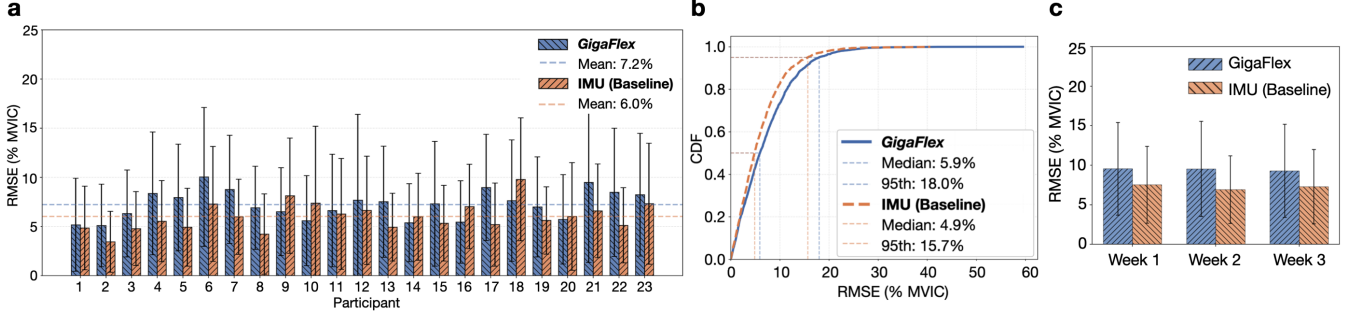 a
25
20
15
10
5
0
RMSE (% MVIC)
GigaFlex
Mean: 7.2%
IMU (Baseline)
Mean: 6.0%
1 2 3 4 5 6 7 8 9 10 11 12 13 14 15 16 17 18 19 20 21 22 23
Participant
b
1.0
0.8
0.6
0.4
0.2
0.0
CDF
GigaFlex
Median: 5.9%
95th: 18.0%
IMU (Baseline)
Median: 4.9%
95th: 15.7%
0 10 20 30 40 50 60
RMSE (% MVIC)
c
25
20
15
10
5
0
RMSE (% MVIC)
GigaFlex
IMU (Baseline)
Week 1 Week 2 Week 3